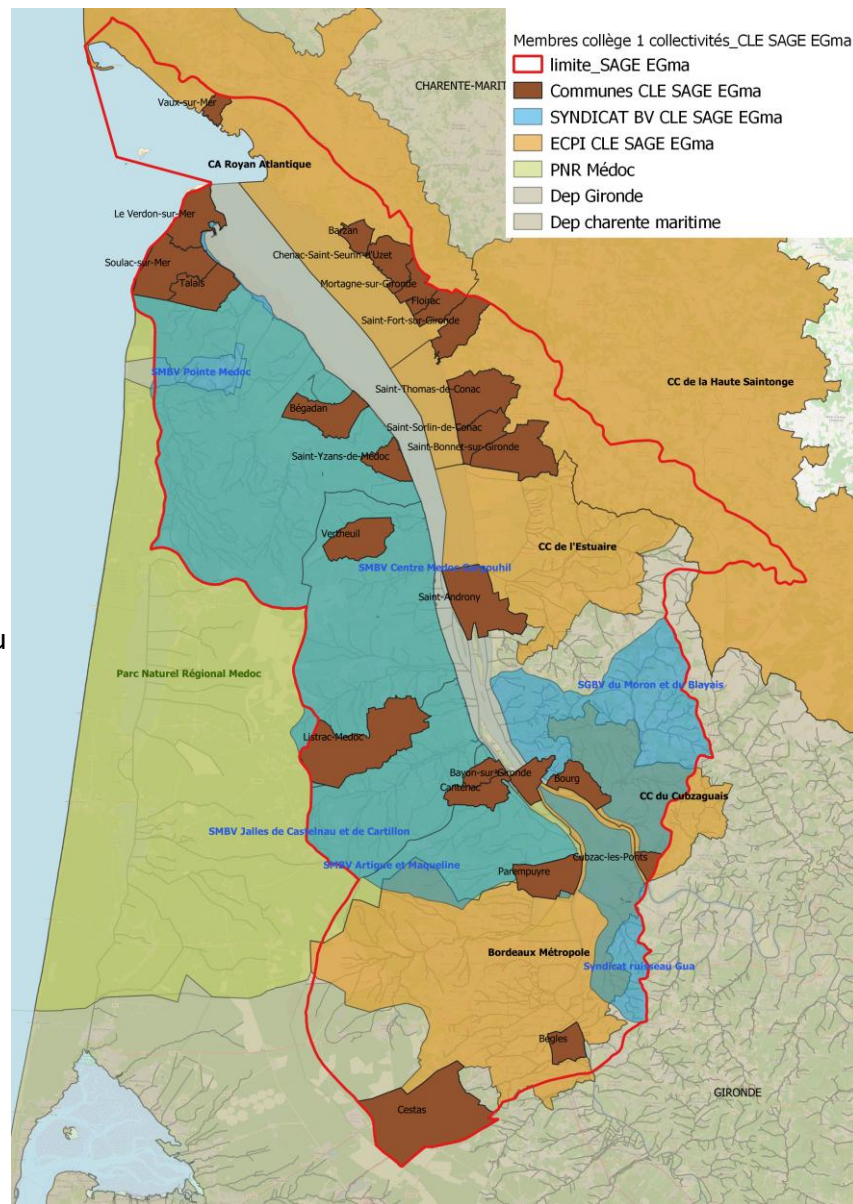 Membres collège 1 collectivités_CLE SAGE EGma
limite_SAGE EGma
Communes CLE SAGE EGma
SYNDICAT BV CLE SAGE EGma
ECPI CLE SAGE EGma
PNR Médoc
Dep Gironde
Dep charente maritime
CHARENTE-MARIT
Vaux-sur-Mer
CA Royan Atlantique
Le Verdon-sur-Mer
Barzan
Chenac-Saint-Seurin-d'Uzet
Soulac-sur-Mer
Talais
Mortagne-sur-Gironde
Floirac
Saint-Fort-sur-Gironde
SMBV Pointe Medoc
CC de la Haute Saintonge
Saint-Thomas-de-Conac
Bégadan
Saint-Sorlin-de-Conac
Saint-Bonnet-sur-Gironde
Saint-Yzans-de-Médoc
Vertheuil
CC de l'Estuaire
SMBV Centre Medoc
Saint-Androny
u
Parc Naturel Régional Medoc
SGBV du Moron et du Blayais
Listrac-Medoc
Bayon-sur-Gironde
Bourg
Cantenac
CC du Cubzaguais
SMBV Jalles de Castelnau et de Cartillon
SMBV Artigue et Maqueline
Cubzac-les-Ponts
Parempuyre
Bordeaux Métropole
Syndicat ruisseau Gua
Bègles
GIRONDE
Cestas